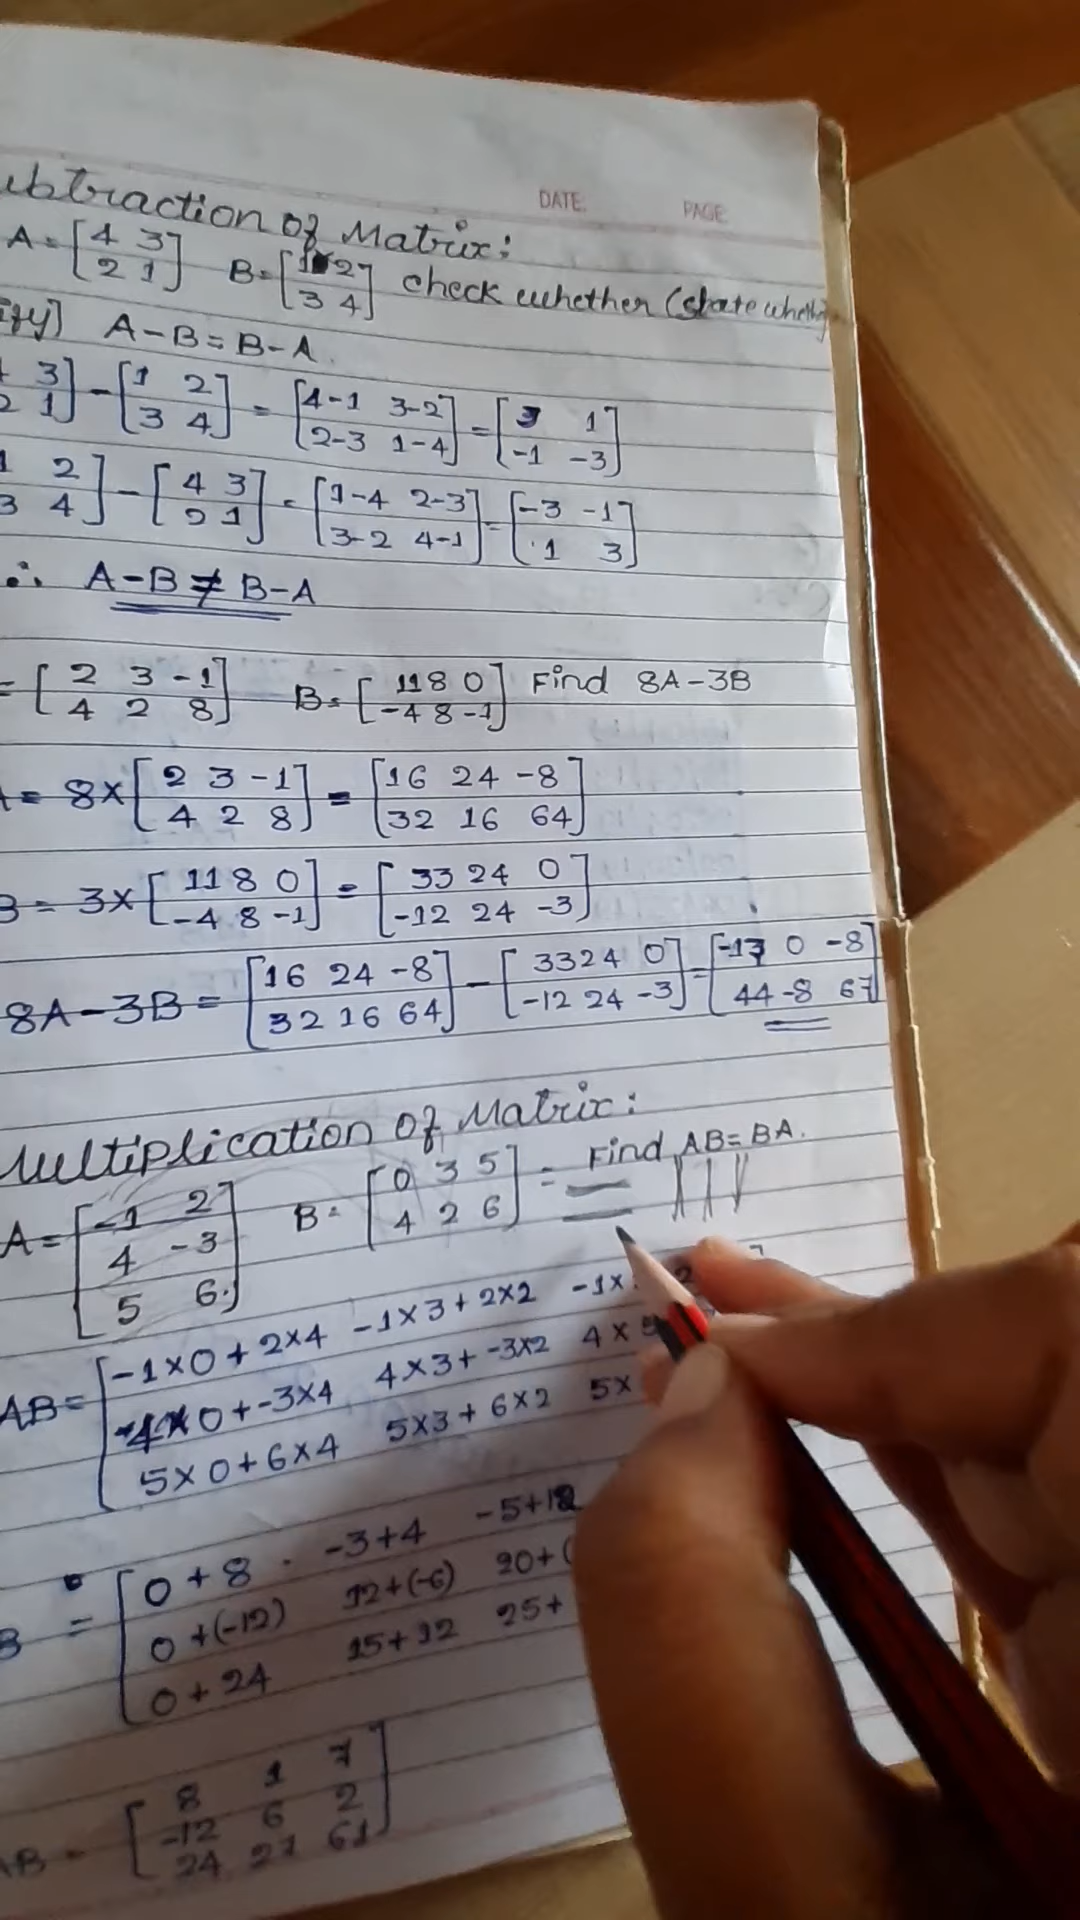 DATE: PAGE:
ubtraction of Matrix:
A = [4 3] B = [1 2] check whether (state wheth
[2 1] [3 4]
ify] A-B = B-A.
3] - [1 2] = [4-1 3-2] = [3 1]
2 1] [3 4] [2-3 1-4] [-1 -3]
1 2] - [4 3] = [1-4 2-3] = [-3 -1]
3 4] [2 1] [3-2 4-1] [1 3]
∴ A-B ≠ B-A
= [2 3 -1] B = [11 8 0] Find 8A-3B
[4 2 8] [-4 8 -1]
= 8× [2 3 -1] = [16 24 -8]
[4 2 8] [32 16 64]
B = 3× [11 8 0] = [33 24 0]
[-4 8 -1] [-12 24 -3]
8A-3B = [16 24 -8] - [33 24 0] = [-17 0 -8]
[32 16 64] [-12 24 -3] [44 -8 67]
Multiplication of Matrix:
A = [-1 2] B = [0 3 5] = Find AB=BA.
[4 -3] [4 2 6]
[5 6]
AB = [-1×0+2×4 -1×3+2×2 -1× 2
4×0+-3×4 4×3+-3×2 4×5
5×0+6×4 5×3+6×2 5×
B = [0+8 -3+4 -5+12
0+(-12) 12+(-6) 20+(
0+24 15+12 25+
AB = [8 1 7]
[-12 6 2]
[24 27 61]